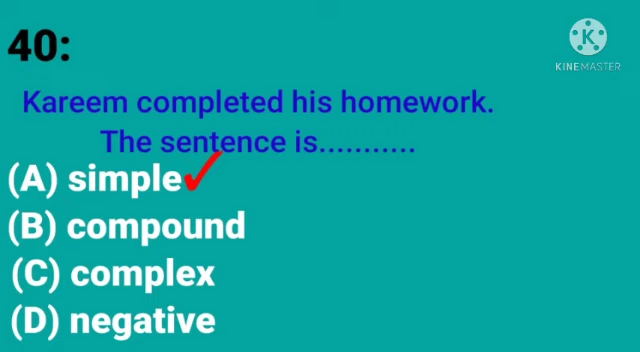 40:
KINEMASTER
Kareem completed his homework.
The sentence is...........
(A) simple
(B) compound
(C) complex
(D) negative